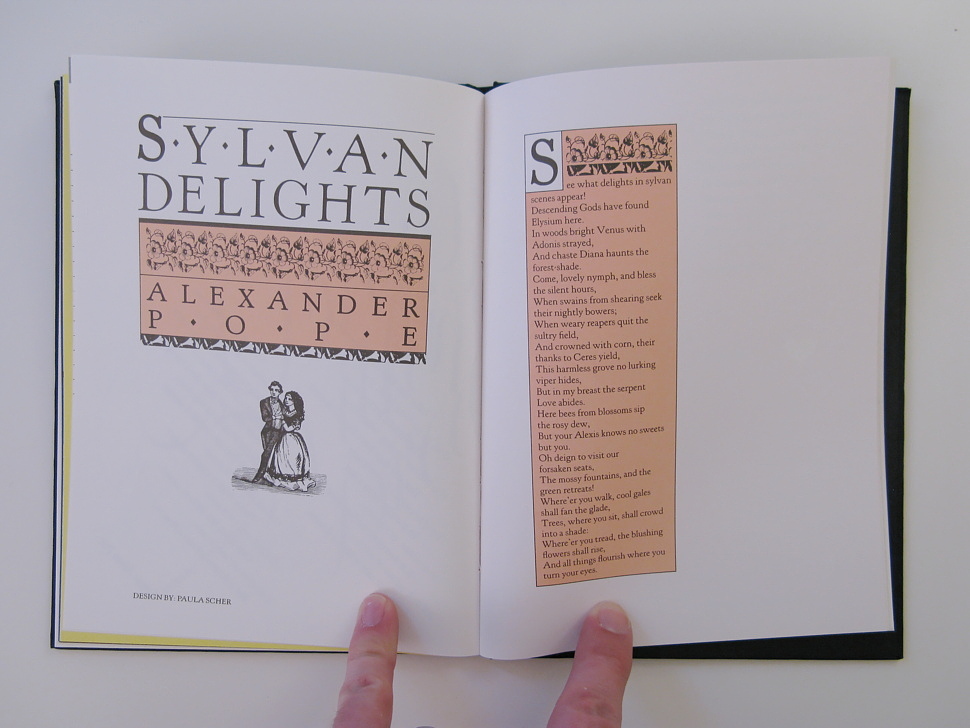 S·Y·L·V·A·N
DELIGHTS
ALEXANDER
P·O·P·E
DESIGN BY: PAULA SCHER
See what delights in sylvan
scenes appear!
Descending Gods have found
Elysium here.
In woods bright Venus with
Adonis strayed,
And chaste Diana haunts the
forest-shade.
Come, lovely nymph, and bless
the silent hours,
When swains from shearing seek
their nightly bowers;
When weary reapers quit the
sultry field,
And crowned with corn, their
thanks to Ceres yield,
This harmless grove no lurking
viper hides,
But in my breast the serpent
Love abides.
Here bees from blossoms sip
the rosy dew,
But your Alexis knows no sweets
but you.
Oh deign to visit our
forsaken seats,
The mossy fountains, and the
green retreats!
Where'er you walk, cool gales
shall fan the glade,
Trees, where you sit, shall crowd
into a shade:
Where'er you tread, the blushing
flowers shall rise,
And all things flourish where you
turn your eyes.